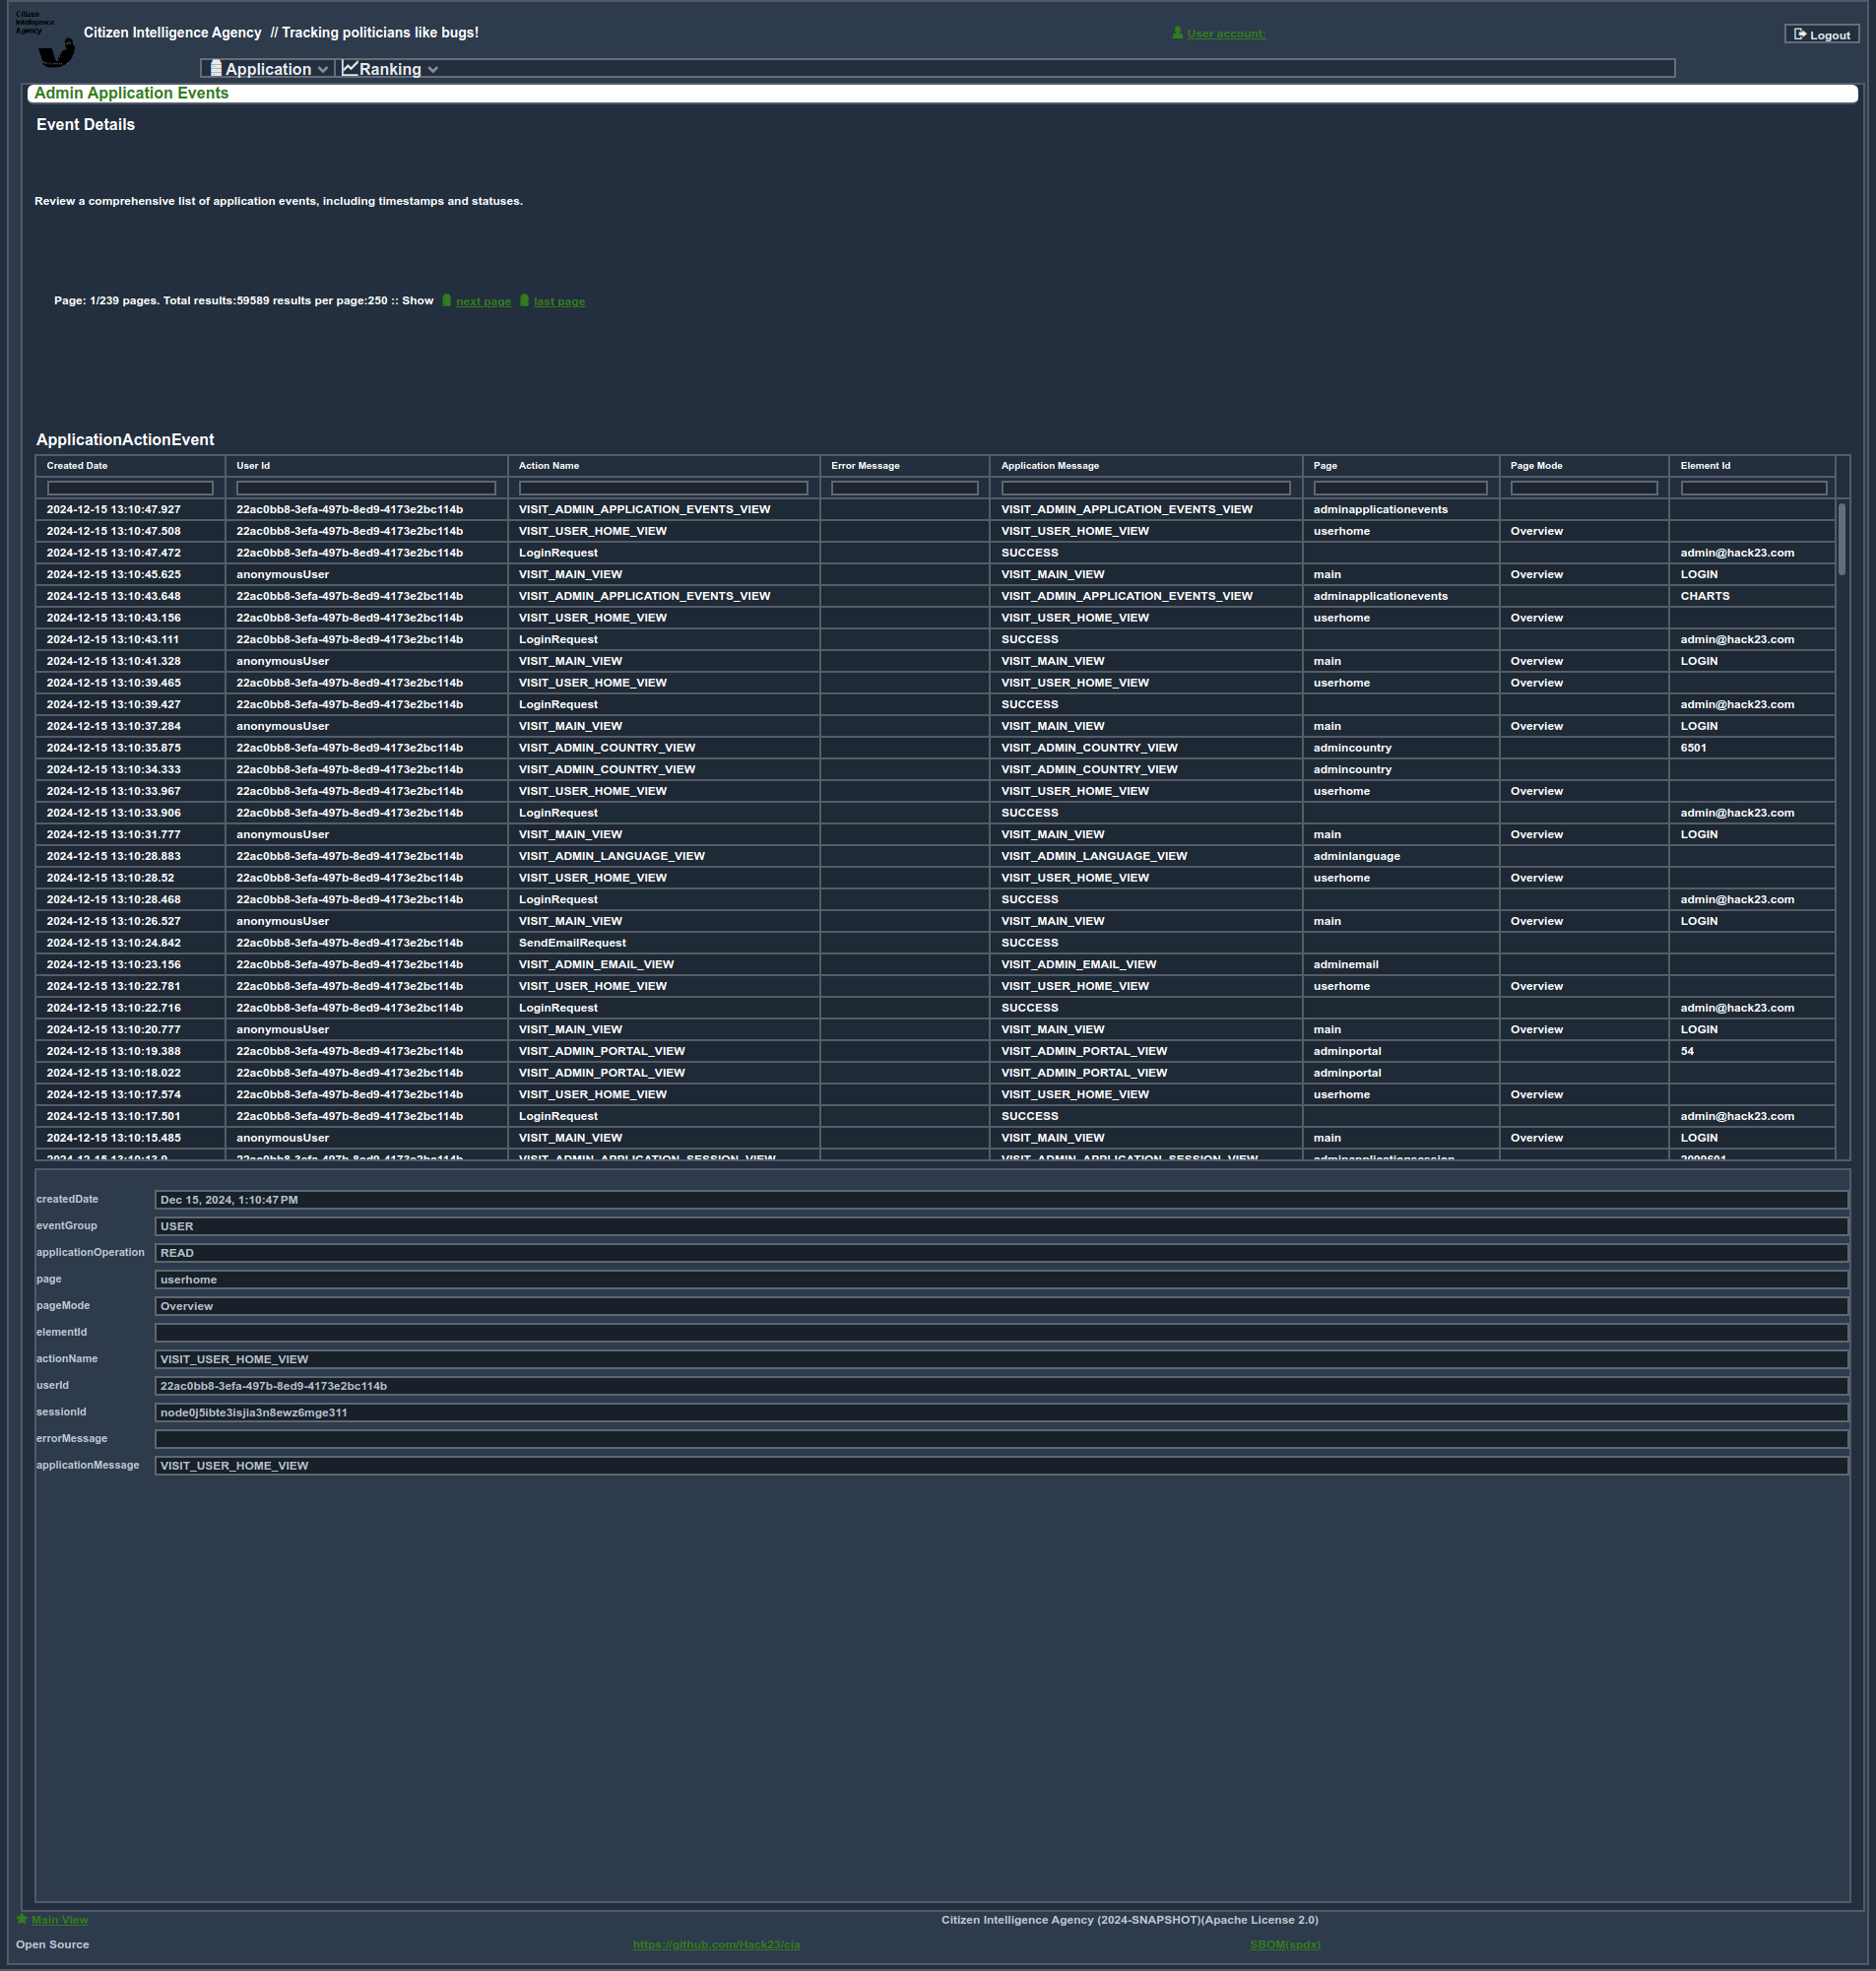 Citizen
Intelligence
Agency
Citizen Intelligence Agency // Tracking politicians like bugs!
User account:
Logout
Application Ranking
Admin Application Events
Event Details
Review a comprehensive list of application events, including timestamps and statuses.
Page: 1/239 pages. Total results:59589 results per page:250 :: Show next page last page
ApplicationActionEvent
Created Date User Id Action Name Error Message Application Message Page Page Mode Element Id
2024-12-15 13:10:47.927 22ac0bb8-3efa-497b-8ed9-4173e2bc114b VISIT_ADMIN_APPLICATION_EVENTS_VIEW VISIT_ADMIN_APPLICATION_EVENTS_VIEW adminapplicationevents
2024-12-15 13:10:47.508 22ac0bb8-3efa-497b-8ed9-4173e2bc114b VISIT_USER_HOME_VIEW VISIT_USER_HOME_VIEW userhome Overview
2024-12-15 13:10:47.472 22ac0bb8-3efa-497b-8ed9-4173e2bc114b LoginRequest SUCCESS admin@hack23.com
2024-12-15 13:10:45.625 anonymousUser VISIT_MAIN_VIEW VISIT_MAIN_VIEW main Overview LOGIN
2024-12-15 13:10:43.648 22ac0bb8-3efa-497b-8ed9-4173e2bc114b VISIT_ADMIN_APPLICATION_EVENTS_VIEW VISIT_ADMIN_APPLICATION_EVENTS_VIEW adminapplicationevents CHARTS
2024-12-15 13:10:43.156 22ac0bb8-3efa-497b-8ed9-4173e2bc114b VISIT_USER_HOME_VIEW VISIT_USER_HOME_VIEW userhome Overview
2024-12-15 13:10:43.111 22ac0bb8-3efa-497b-8ed9-4173e2bc114b LoginRequest SUCCESS admin@hack23.com
2024-12-15 13:10:41.328 anonymousUser VISIT_MAIN_VIEW VISIT_MAIN_VIEW main Overview LOGIN
2024-12-15 13:10:39.465 22ac0bb8-3efa-497b-8ed9-4173e2bc114b VISIT_USER_HOME_VIEW VISIT_USER_HOME_VIEW userhome Overview
2024-12-15 13:10:39.427 22ac0bb8-3efa-497b-8ed9-4173e2bc114b LoginRequest SUCCESS admin@hack23.com
2024-12-15 13:10:37.284 anonymousUser VISIT_MAIN_VIEW VISIT_MAIN_VIEW main Overview LOGIN
2024-12-15 13:10:35.875 22ac0bb8-3efa-497b-8ed9-4173e2bc114b VISIT_ADMIN_COUNTRY_VIEW VISIT_ADMIN_COUNTRY_VIEW admincountry 6501
2024-12-15 13:10:34.333 22ac0bb8-3efa-497b-8ed9-4173e2bc114b VISIT_ADMIN_COUNTRY_VIEW VISIT_ADMIN_COUNTRY_VIEW admincountry
2024-12-15 13:10:33.967 22ac0bb8-3efa-497b-8ed9-4173e2bc114b VISIT_USER_HOME_VIEW VISIT_USER_HOME_VIEW userhome Overview
2024-12-15 13:10:33.906 22ac0bb8-3efa-497b-8ed9-4173e2bc114b LoginRequest SUCCESS admin@hack23.com
2024-12-15 13:10:31.777 anonymousUser VISIT_MAIN_VIEW VISIT_MAIN_VIEW main Overview LOGIN
2024-12-15 13:10:28.883 22ac0bb8-3efa-497b-8ed9-4173e2bc114b VISIT_ADMIN_LANGUAGE_VIEW VISIT_ADMIN_LANGUAGE_VIEW adminlanguage
2024-12-15 13:10:28.52 22ac0bb8-3efa-497b-8ed9-4173e2bc114b VISIT_USER_HOME_VIEW VISIT_USER_HOME_VIEW userhome Overview
2024-12-15 13:10:28.468 22ac0bb8-3efa-497b-8ed9-4173e2bc114b LoginRequest SUCCESS admin@hack23.com
2024-12-15 13:10:26.527 anonymousUser VISIT_MAIN_VIEW VISIT_MAIN_VIEW main Overview LOGIN
2024-12-15 13:10:24.842 22ac0bb8-3efa-497b-8ed9-4173e2bc114b SendEmailRequest SUCCESS
2024-12-15 13:10:23.156 22ac0bb8-3efa-497b-8ed9-4173e2bc114b VISIT_ADMIN_EMAIL_VIEW VISIT_ADMIN_EMAIL_VIEW adminemail
2024-12-15 13:10:22.781 22ac0bb8-3efa-497b-8ed9-4173e2bc114b VISIT_USER_HOME_VIEW VISIT_USER_HOME_VIEW userhome Overview
2024-12-15 13:10:22.716 22ac0bb8-3efa-497b-8ed9-4173e2bc114b LoginRequest SUCCESS admin@hack23.com
2024-12-15 13:10:20.777 anonymousUser VISIT_MAIN_VIEW VISIT_MAIN_VIEW main Overview LOGIN
2024-12-15 13:10:19.388 22ac0bb8-3efa-497b-8ed9-4173e2bc114b VISIT_ADMIN_PORTAL_VIEW VISIT_ADMIN_PORTAL_VIEW adminportal 54
2024-12-15 13:10:18.022 22ac0bb8-3efa-497b-8ed9-4173e2bc114b VISIT_ADMIN_PORTAL_VIEW VISIT_ADMIN_PORTAL_VIEW adminportal
2024-12-15 13:10:17.574 22ac0bb8-3efa-497b-8ed9-4173e2bc114b VISIT_USER_HOME_VIEW VISIT_USER_HOME_VIEW userhome Overview
2024-12-15 13:10:17.501 22ac0bb8-3efa-497b-8ed9-4173e2bc114b LoginRequest SUCCESS admin@hack23.com
2024-12-15 13:10:15.485 anonymousUser VISIT_MAIN_VIEW VISIT_MAIN_VIEW main Overview LOGIN
2024-12-15 13:10:13.9 22ac0bb8-3efa-497b-8ed9-4173e2bc114b VISIT_ADMIN_APPLICATION_SESSION_VIEW VISIT_ADMIN_APPLICATION_SESSION_VIEW adminapplicationsession
createdDate Dec 15, 2024, 1:10:47 PM
eventGroup USER
applicationOperation READ
page userhome
pageMode Overview
elementId
actionName VISIT_USER_HOME_VIEW
userId 22ac0bb8-3efa-497b-8ed9-4173e2bc114b
sessionId node0j5ibte3isjia3n8ewz6mge311
errorMessage
applicationMessage VISIT_USER_HOME_VIEW
Main View Citizen Intelligence Agency (2024-SNAPSHOT)(Apache License 2.0)
Open Source https://github.com/Hack23/cia SBOM(spdx)